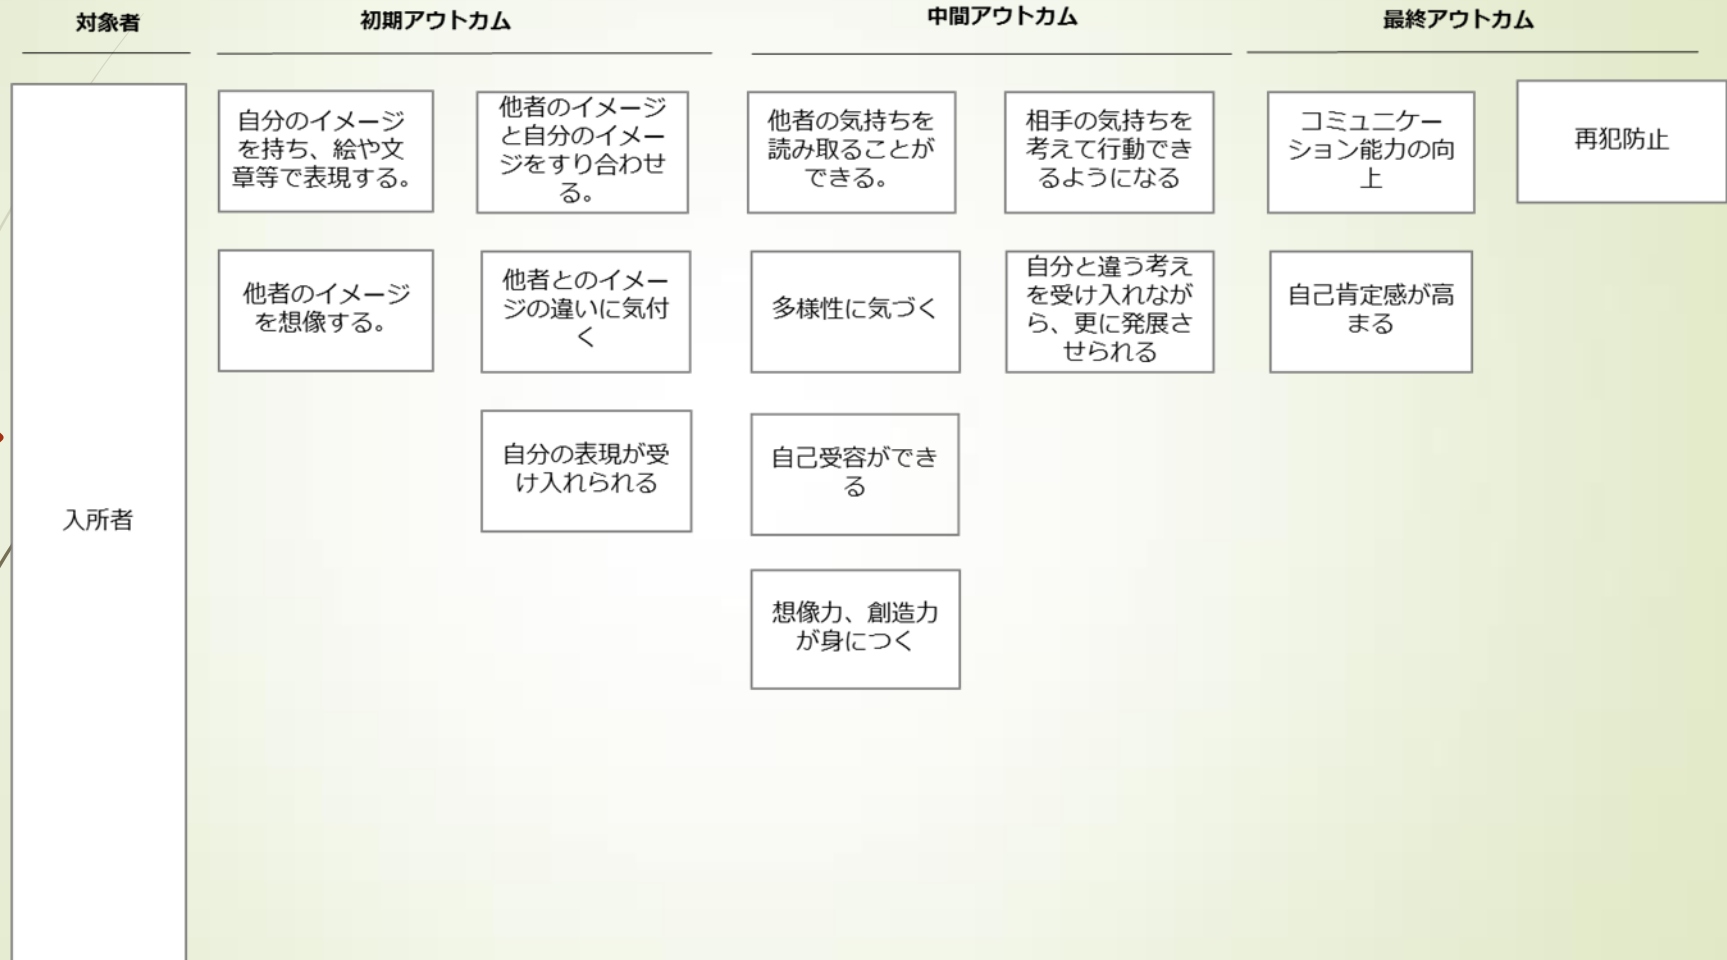 対象者
初期アウトカム
中間アウトカム
最終アウトカム
入所者
自分のイメージ
を持ち、絵や文
章等で表現する。
他者のイメージ
を想像する。
他者のイメージ
と自分のイメー
ジをすり合わせ
る。
他者とのイメー
ジの違いに気付
く
自分の表現が受
け入れられる
他者の気持ちを
読み取ることが
できる。
多様性に気づく
自己受容ができ
る
想像力、創造力
が身につく
相手の気持ちを
考えて行動でき
るようになる
自分と違う考え
を受け入れなが
ら、更に発展さ
せられる
コミュニケー
ション能力の向
上
自己肯定感が高
まる
再犯防止